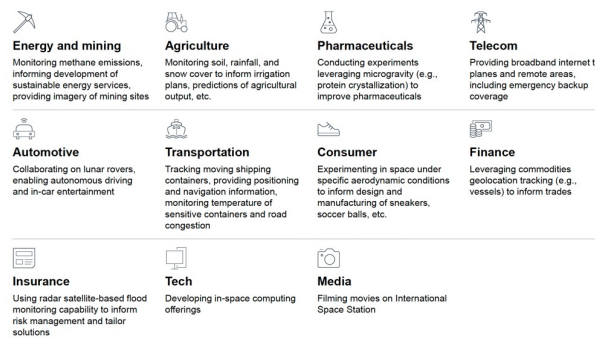 Energy and mining
Monitoring methane emissions,
informing development of
sustainable energy services,
providing imagery of mining sites
Agriculture
Monitoring soil, rainfall, and
snow cover to inform irrigation
plans, predictions of agricultural
output, etc.
Pharmaceuticals
Conducting experiments
leveraging microgravity (e.g.,
protein crystallization) to
improve pharmaceuticals
Telecom
Providing broadband internet t
planes and remote areas,
including emergency backup
coverage
Automotive
Collaborating on lunar rovers,
enabling autonomous driving
and in-car entertainment
Transportation
Tracking moving shipping
containers, providing positioning
and navigation information,
monitoring temperature of
sensitive containers and road
congestion
Consumer
Experimenting in space under
specific aerodynamic conditions
to inform design and
manufacturing of sneakers,
soccer balls, etc.
Finance
Leveraging commodities
geolocation tracking (e.g.,
vessels) to inform trades
Insurance
Using radar satellite-based flood
monitoring capability to inform
risk management and tailor
solutions
Tech
Developing in-space computing
offerings
Media
Filming movies on International
Space Station